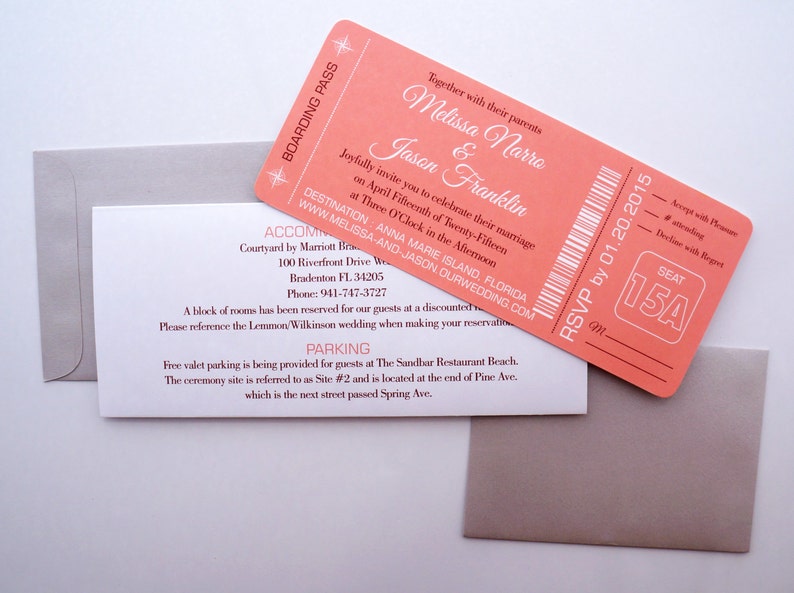 BOARDING PASS
Together with their parents
Melissa Narro
&
Jason Franklin
Joyfully invite you to celebrate their marriage
on April Fifteenth of Twenty-Fifteen
at Three O'Clock in the Afternoon
DESTINATION : ANNA MARIE ISLAND, FLORIDA
WWW.MELISSA-AND-JASON.OURWEDDING.COM
RSVP by 01.20.2015
Accept with Pleasure
# attending
Decline with Regret
SEAT
15A
M
ACCOMM
Courtyard by Marriott Brad
100 Riverfront Drive We
Bradenton FL 34205
Phone: 941-747-3727
A block of rooms has been reserved for our guests at a discounted
Please reference the Lemmon/Wilkinson wedding when making your reservation
PARKING
Free valet parking is being provided for guests at The Sandbar Restaurant Beach.
The ceremony site is referred to as Site #2 and is located at the end of Pine Ave.
which is the next street passed Spring Ave.